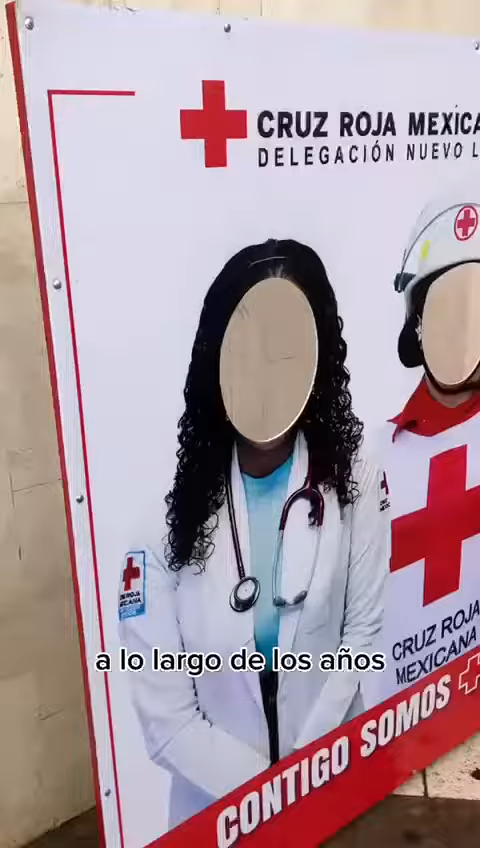 CRUZ ROJA MEXICA
DELEGACIÓN NUEVO L
CRUZ ROJA
MEXICANA
a lo largo de los años
CONTIGO SOMOS